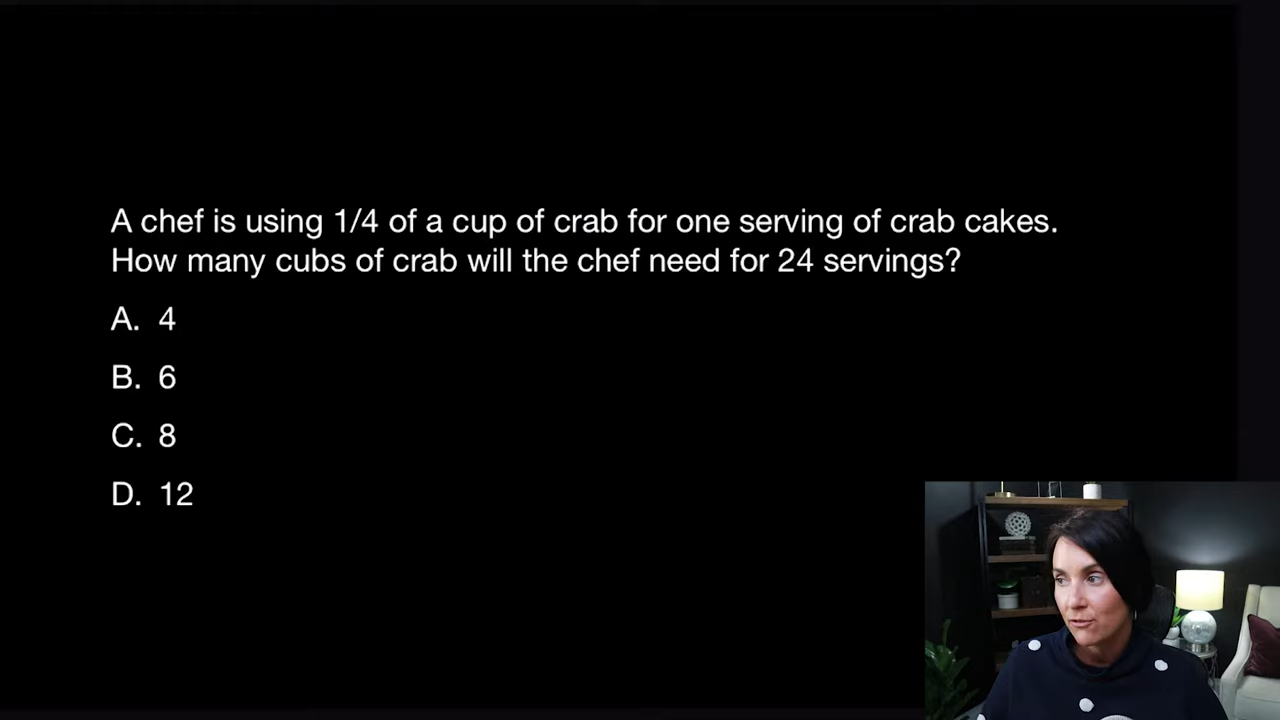 A chef is using 1/4 of a cup of crab for one serving of crab cakes.
How many cubs of crab will the chef need for 24 servings?
A. 4
B. 6
C. 8
D. 12